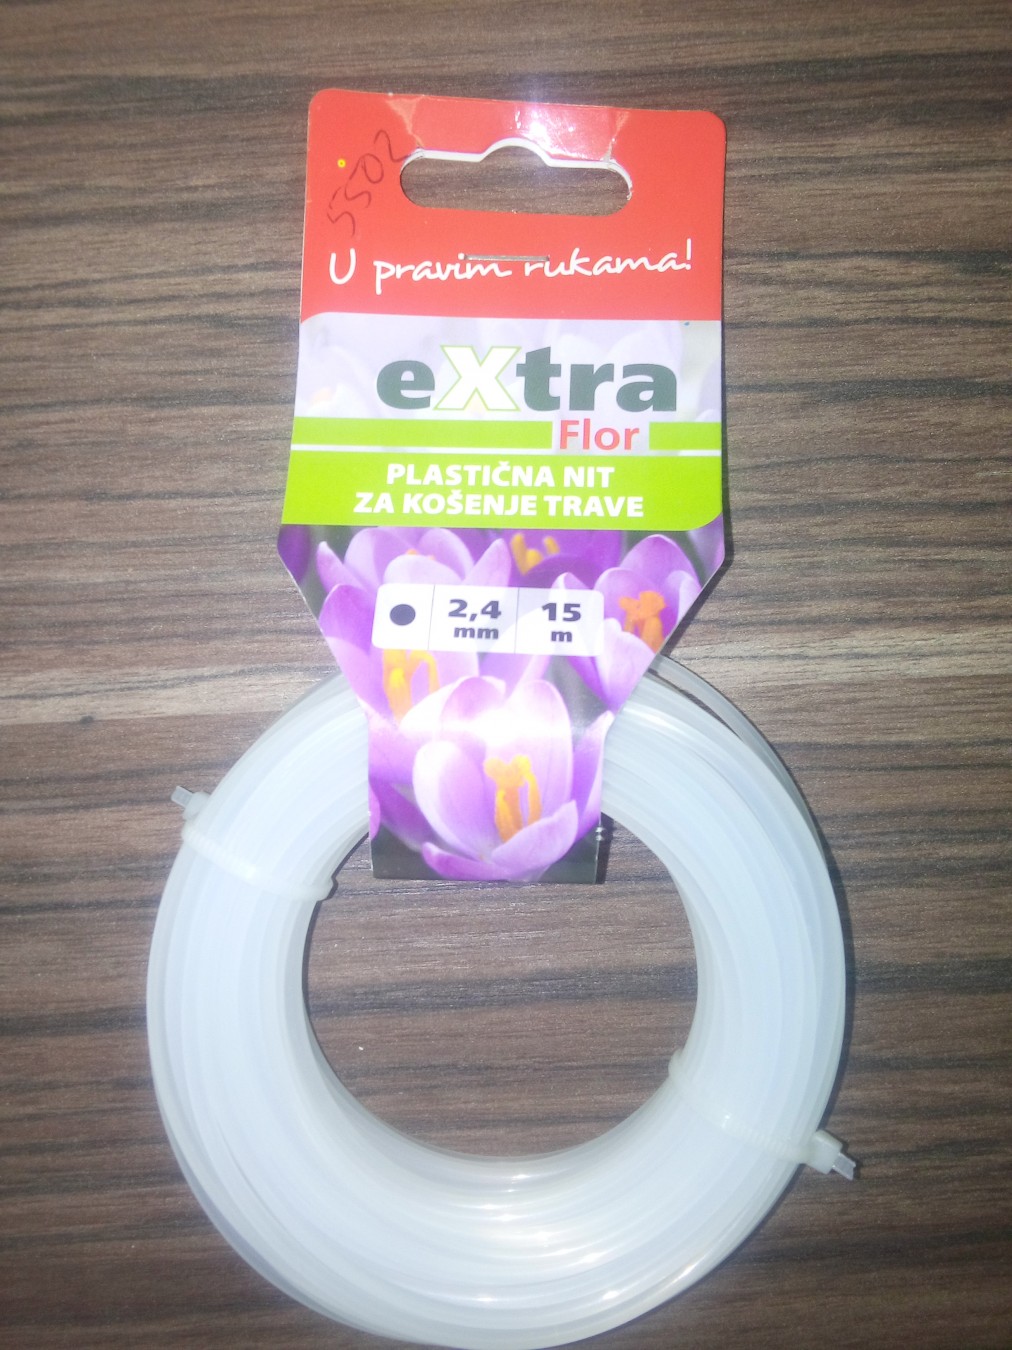 5502
U pravim rukama!
eXtra
Flor
PLASTIČNA NIT
ZA KOŠENJE TRAVE
2,4 15
mm m